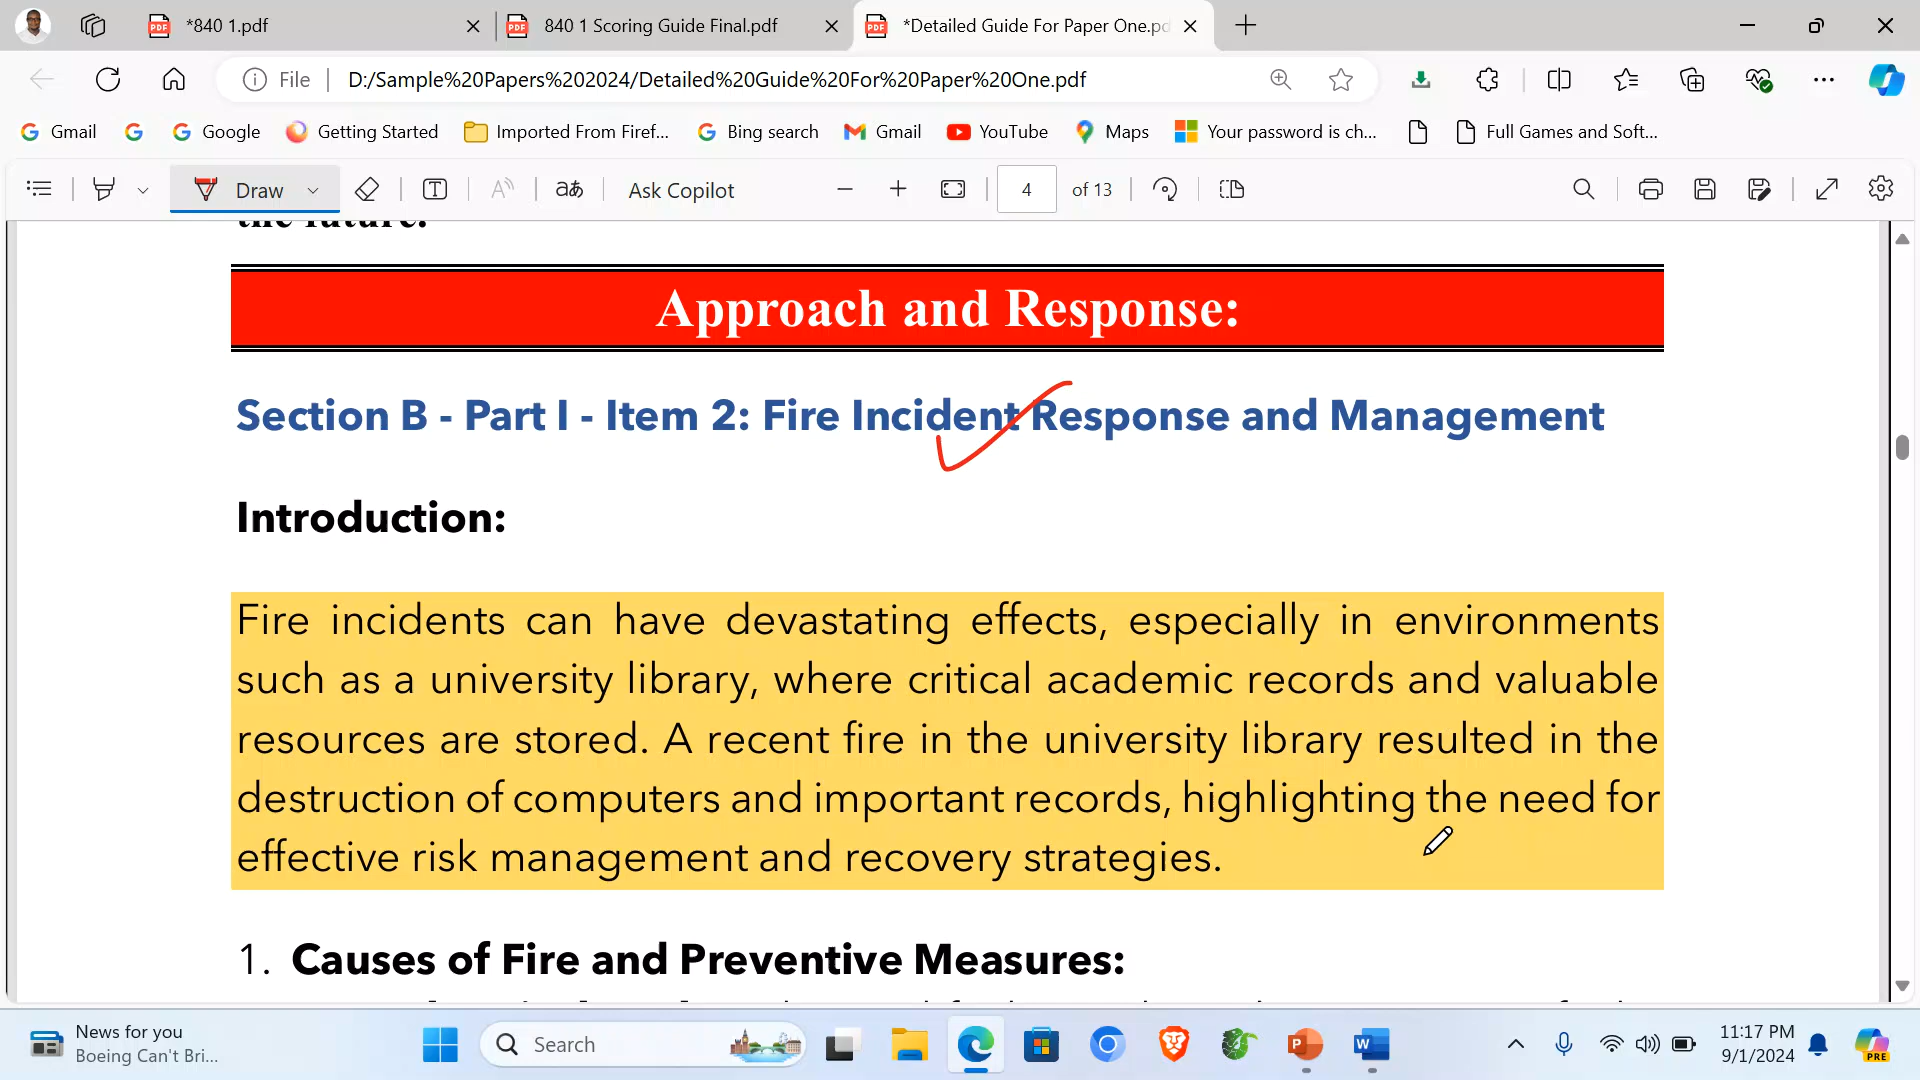 *840 1.pdf
840 1 Scoring Guide Final.pdf
*Detailed Guide For Paper One.pd
File
D:/Sample%20Papers%202024/Detailed%20Guide%20For%20Paper%20One.pdf
Gmail
Google
Getting Started
Imported From Firef...
Bing search
Gmail
YouTube
Maps
Your password is ch...
Full Games and Soft...
Draw
Ask Copilot
4
of 13
the future.
Approach and Response:
Section B - Part I - Item 2: Fire Incident Response and Management
Introduction:
Fire incidents can have devastating effects, especially in environments
such as a university library, where critical academic records and valuable
resources are stored. A recent fire in the university library resulted in the
destruction of computers and important records, highlighting the need for
effective risk management and recovery strategies.
1. Causes of Fire and Preventive Measures:
News for you
Boeing Can't Bri...
Search
11:17 PM
9/1/2024
PRE